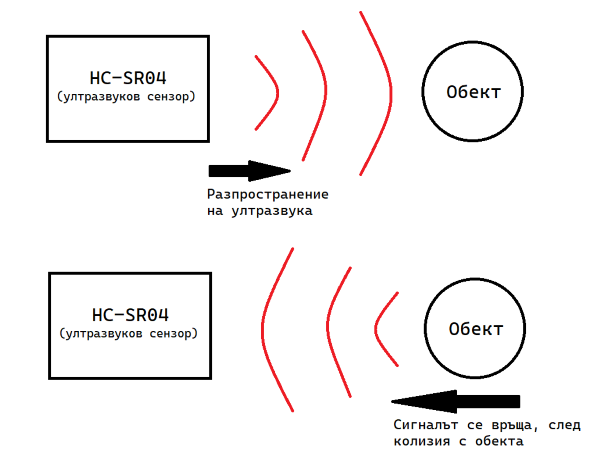 HC-SR04
(ултразвуков сензор)
Обект
Разпространение
на ултразвука
HC-SR04
(ултразвуков сензор)
Обект
Сигналът се връща, след
колизия с обекта